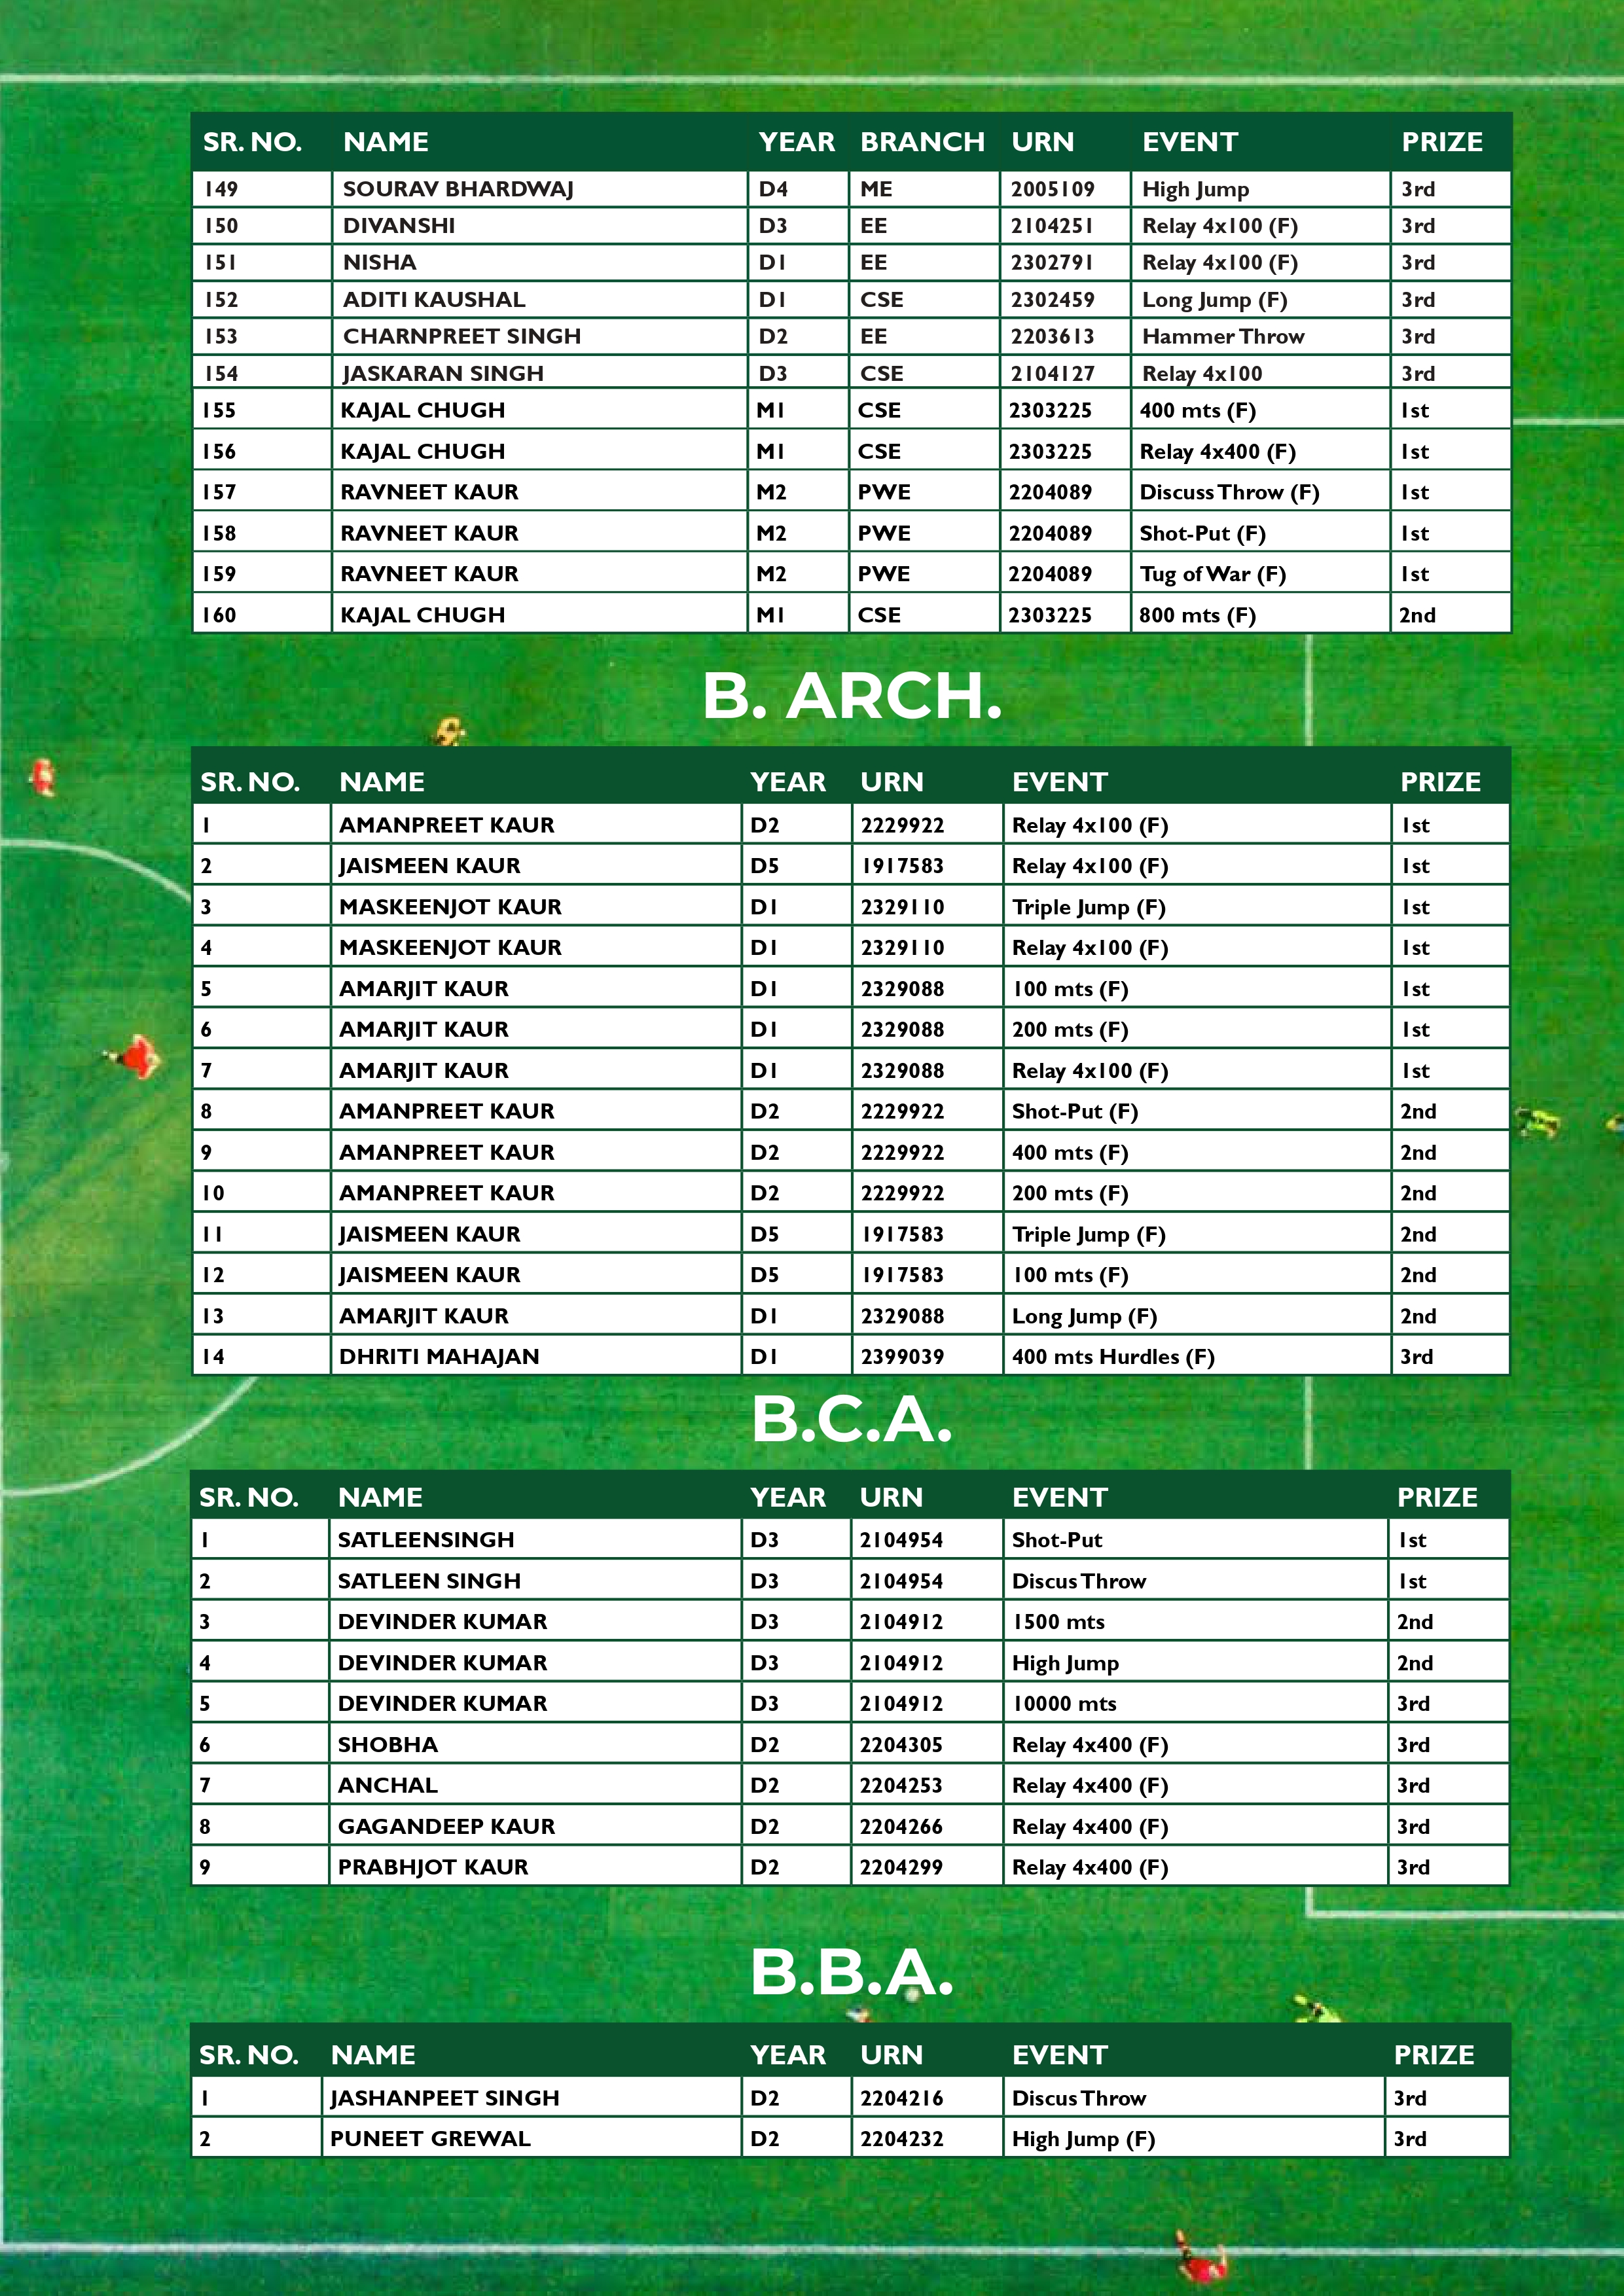 SR. NO. NAME YEAR BRANCH URN EVENT PRIZE
149 SOURAV BHARDWAJ D4 ME 2005109 High Jump 3rd
150 DIVANSHI D3 EE 2104251 Relay 4x100 (F) 3rd
151 NISHA D1 EE 2302791 Relay 4x100 (F) 3rd
152 ADITI KAUSHAL D1 CSE 2302459 Long Jump (F) 3rd
153 CHARNPREET SINGH D2 EE 2203613 Hammer Throw 3rd
154 JASKARAN SINGH D3 CSE 2104127 Relay 4x100 3rd
155 KAJAL CHUGH M1 CSE 2303225 400 mts (F) 1st
156 KAJAL CHUGH M1 CSE 2303225 Relay 4x400 (F) 1st
157 RAVNEET KAUR M2 PWE 2204089 Discuss Throw (F) 1st
158 RAVNEET KAUR M2 PWE 2204089 Shot-Put (F) 1st
159 RAVNEET KAUR M2 PWE 2204089 Tug of War (F) 1st
160 KAJAL CHUGH M1 CSE 2303225 800 mts (F) 2nd
B. ARCH.
SR. NO. NAME YEAR URN EVENT PRIZE
1 AMANPREET KAUR D2 2229922 Relay 4x100 (F) 1st
2 JAISMEEN KAUR D5 1917583 Relay 4x100 (F) 1st
3 MASKEENJOT KAUR D1 2329110 Triple Jump (F) 1st
4 MASKEENJOT KAUR D1 2329110 Relay 4x100 (F) 1st
5 AMARJIT KAUR D1 2329088 100 mts (F) 1st
6 AMARJIT KAUR D1 2329088 200 mts (F) 1st
7 AMARJIT KAUR D1 2329088 Relay 4x100 (F) 1st
8 AMANPREET KAUR D2 2229922 Shot-Put (F) 2nd
9 AMANPREET KAUR D2 2229922 400 mts (F) 2nd
10 AMANPREET KAUR D2 2229922 200 mts (F) 2nd
11 JAISMEEN KAUR D5 1917583 Triple Jump (F) 2nd
12 JAISMEEN KAUR D5 1917583 100 mts (F) 2nd
13 AMARJIT KAUR D1 2329088 Long Jump (F) 2nd
14 DHRITI MAHAJAN D1 2399039 400 mts Hurdles (F) 3rd
B.C.A.
SR. NO. NAME YEAR URN EVENT PRIZE
1 SATLEENSINGH D3 2104954 Shot-Put 1st
2 SATLEEN SINGH D3 2104954 Discus Throw 1st
3 DEVINDER KUMAR D3 2104912 1500 mts 2nd
4 DEVINDER KUMAR D3 2104912 High Jump 2nd
5 DEVINDER KUMAR D3 2104912 10000 mts 3rd
6 SHOBHA D2 2204305 Relay 4x400 (F) 3rd
7 ANCHAL D2 2204253 Relay 4x400 (F) 3rd
8 GAGANDEEP KAUR D2 2204266 Relay 4x400 (F) 3rd
9 PRABHJOT KAUR D2 2204299 Relay 4x400 (F) 3rd
B.B.A.
SR. NO. NAME YEAR URN EVENT PRIZE
1 JASHANPEET SINGH D2 2204216 Discus Throw 3rd
2 PUNEET GREWAL D2 2204232 High Jump (F) 3rd